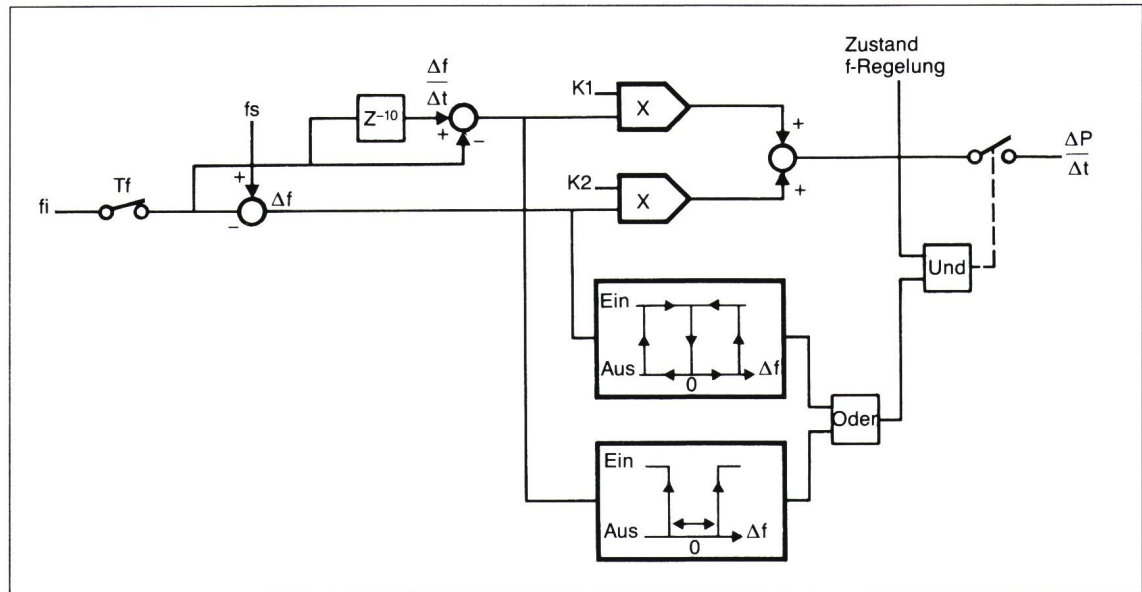 Zustand
f-Regelung
Δf
Δt
fs
Z⁻¹⁰
+
−
K1
X
+
ΔP
Δt
Tf
fi
+
−
Δf
K2
X
+
Und
Ein
Aus
0
Δf
Oder
Ein
Aus
0
Δf